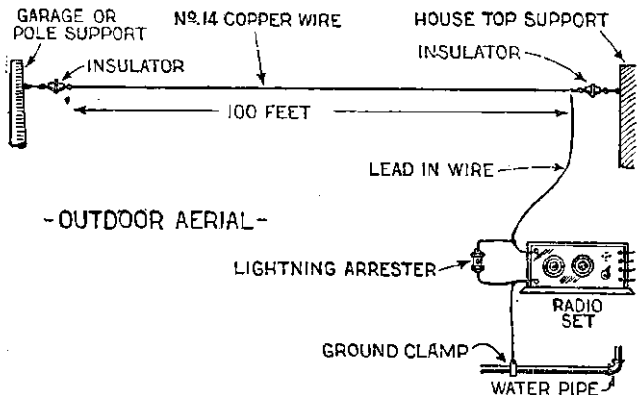 GARAGE OR
POLE SUPPORT
Nº.14 COPPER WIRE
HOUSE TOP SUPPORT
INSULATOR
INSULATOR
100 FEET
LEAD IN WIRE
-OUTDOOR AERIAL-
LIGHTNING ARRESTER
RADIO
SET
GROUND CLAMP
WATER PIPE